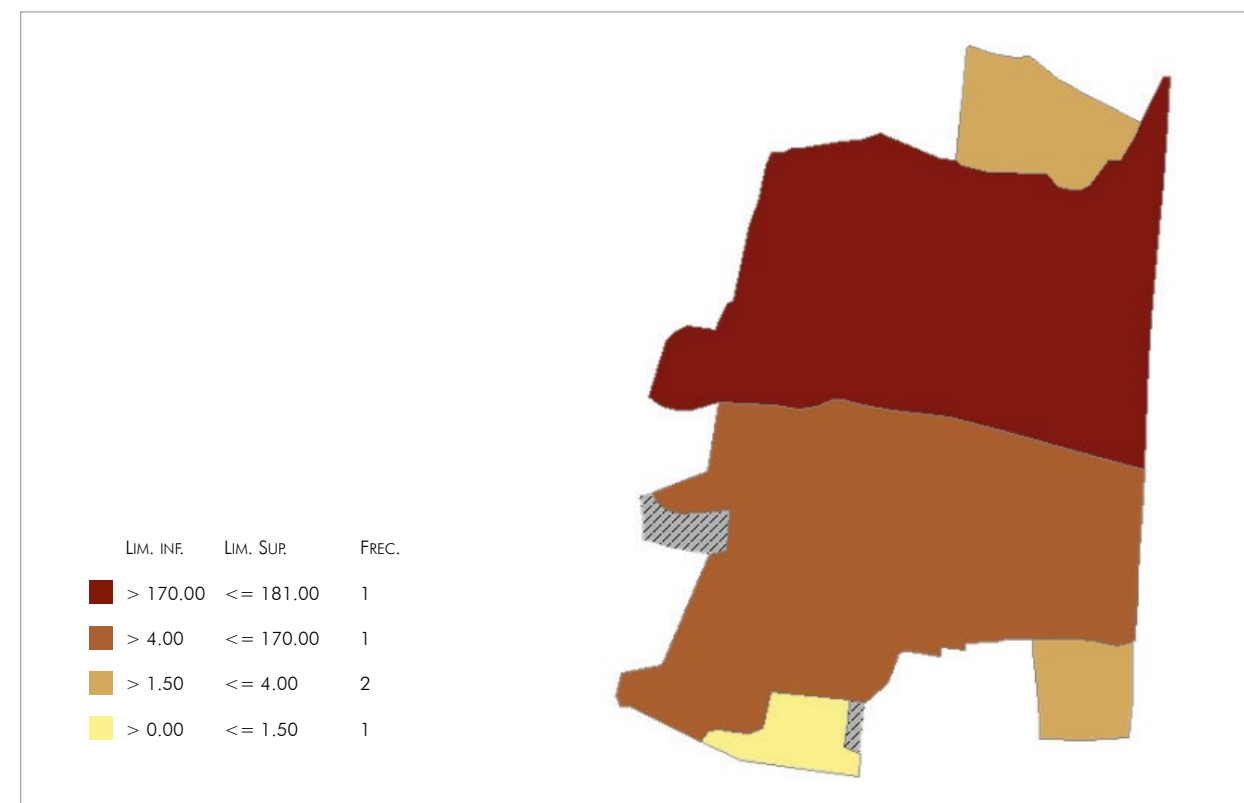 LIM. INF. LIM. SUP. FREC.
> 170.00 <= 181.00 1
> 4.00 <= 170.00 1
> 1.50 <= 4.00 2
> 0.00 <= 1.50 1